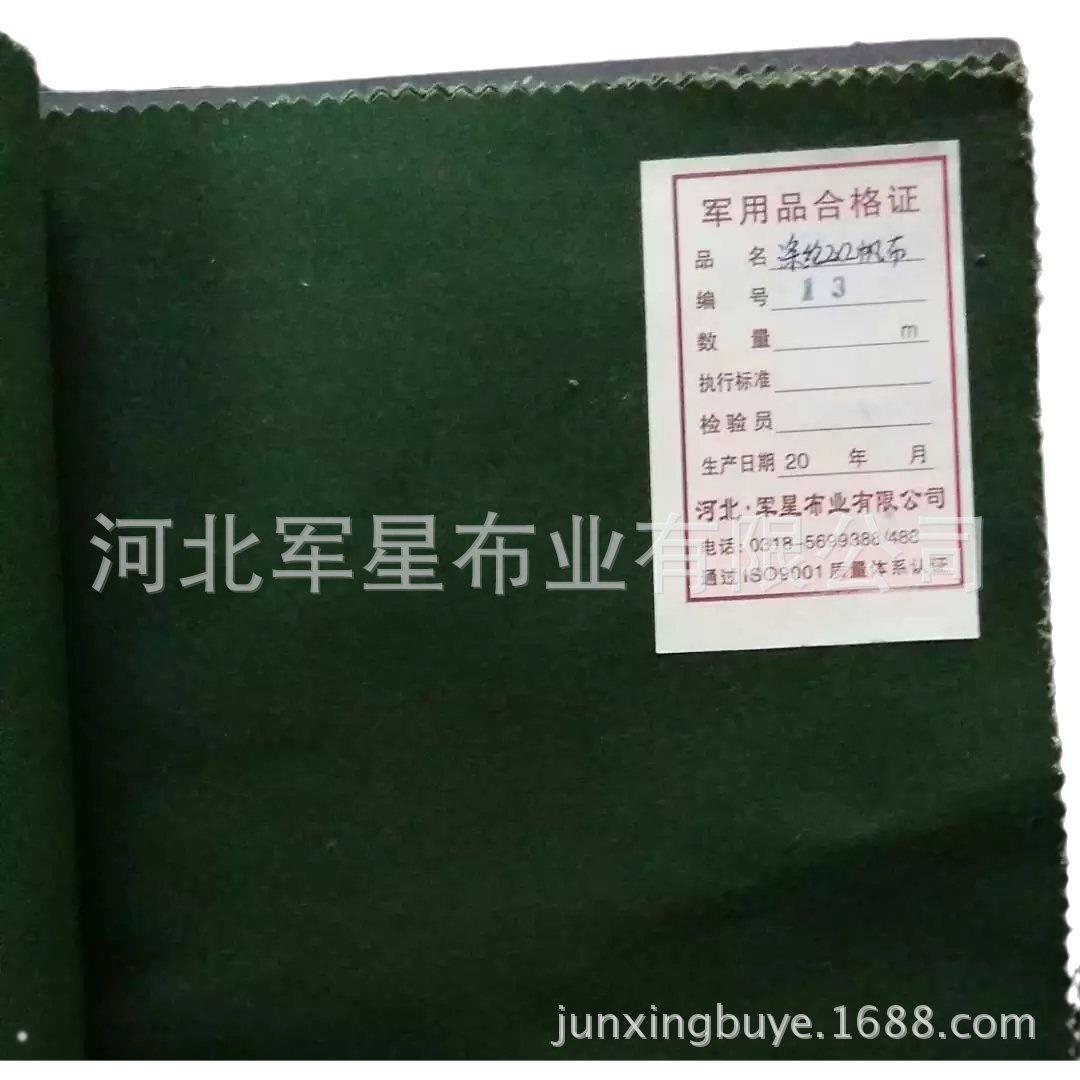 军用品合格证
品 名 涤纶202帆布
编 号 13
数 量 m
执行标准
检验员
生产日期 20 年 月
河北·军星布业有限公司
电话:0318-5699388/488
通过ISO9001质量体系认证
河北军星布业有限公司
junxingbuye.1688.com